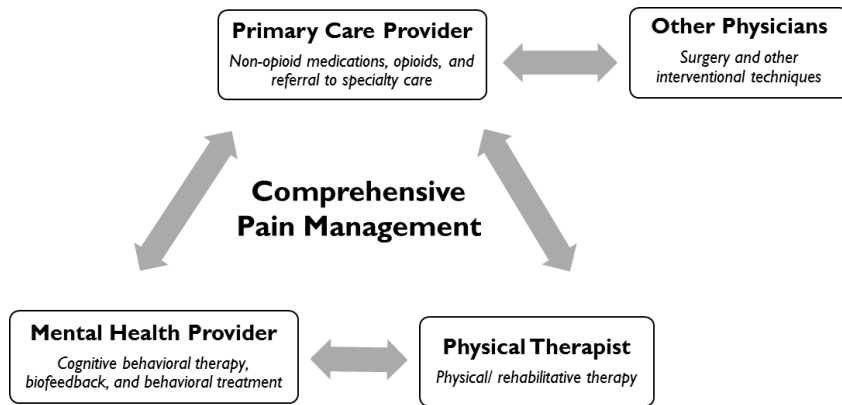 Primary Care Provider
Non-opioid medications, opioids, and
referral to specialty care
Other Physicians
Surgery and other
interventional techniques
Comprehensive
Pain Management
Mental Health Provider
Cognitive behavioral therapy,
biofeedback, and behavioral treatment
Physical Therapist
Physical/ rehabilitative therapy